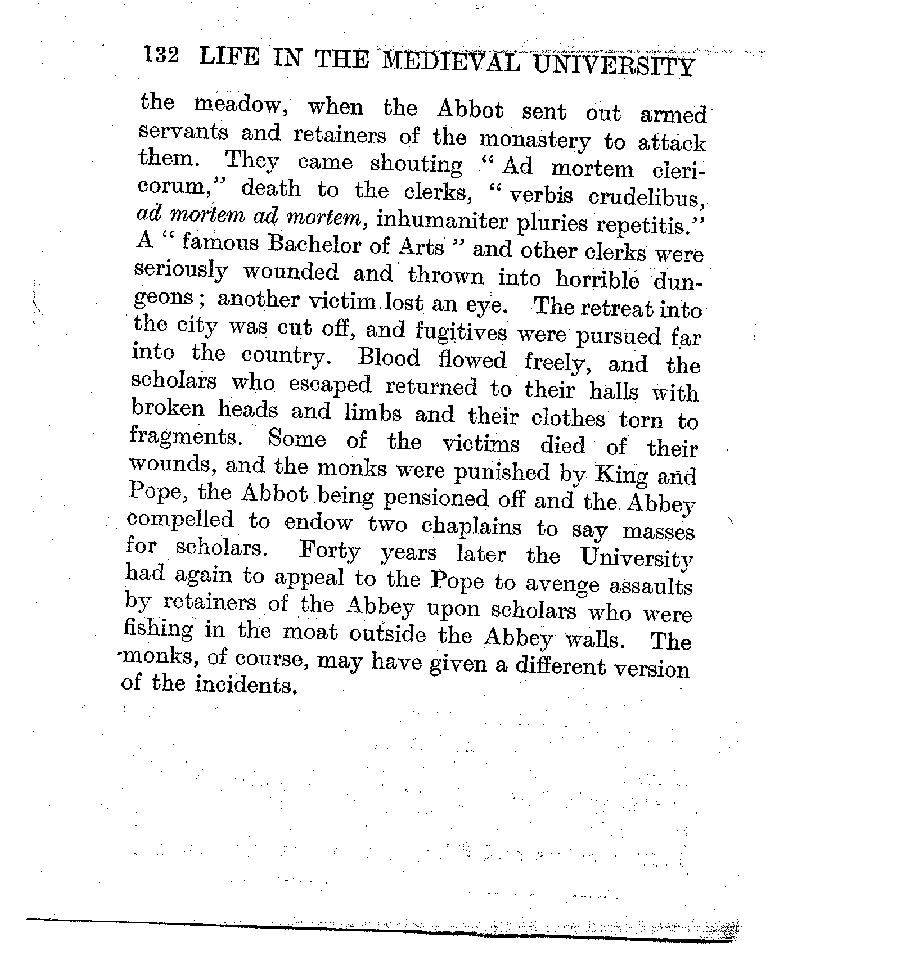 132 LIFE IN THE MEDIEVAL UNIVERSITY
the meadow, when the Abbot sent out armed
servants and retainers of the monastery to attack
them. They came shouting “ Ad mortem cleri-
corum,” death to the clerks, “ verbis crudelibus,
ad mortem ad mortem, inhumaniter pluries repetitis.”
A “ famous Bachelor of Arts ” and other clerks were
seriously wounded and thrown into horrible dun-
geons ; another victim lost an eye. The retreat into
the city was cut off, and fugitives were pursued far
into the country. Blood flowed freely, and the
scholars who escaped returned to their halls with
broken heads and limbs and their clothes torn to
fragments. Some of the victims died of their
wounds, and the monks were punished by King and
Pope, the Abbot being pensioned off and the Abbey
compelled to endow two chaplains to say masses
for scholars. Forty years later the University
had again to appeal to the Pope to avenge assaults
by retainers of the Abbey upon scholars who were
fishing in the moat outside the Abbey walls. The
monks, of course, may have given a different version
of the incidents.